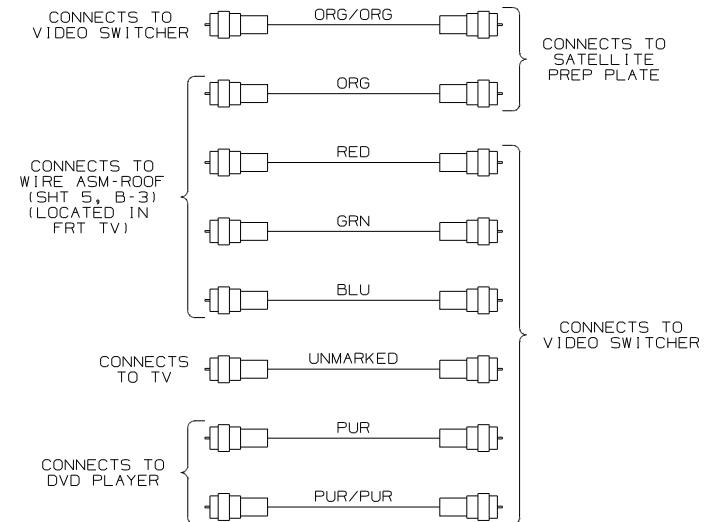 CONNECTS TO
VIDEO SWITCHER
ORG/ORG
CONNECTS TO
SATELLITE
PREP PLATE
ORG
CONNECTS TO
WIRE ASM-ROOF
(SHT 5, B-3)
(LOCATED IN
FRT TV)
RED
GRN
BLU
CONNECTS TO
VIDEO SWITCHER
CONNECTS
TO TV
UNMARKED
CONNECTS TO
DVD PLAYER
PUR
PUR/PUR